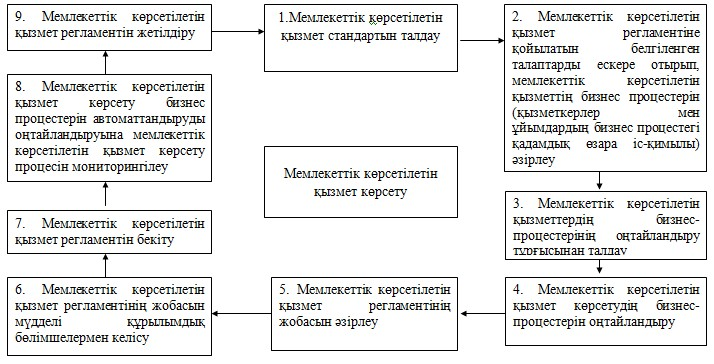 1.Мемлекеттік қөрсетілетін
қызмет стандартын талдау
2. Мемлекеттік көрсетілетін
қызмет регламентіне
қойылатын белгіленген
талаптарды ескере отырып,
мемлекеттік көрсетілетін
қызметтің бизнес процестерін
(қызметкерлер мен
ұйымдардың бизнес процестегі
қадамдық өзара іс-қимылы)
әзірлеу
3. Мемлекеттік көрсетілетін
қызметтердің бизнес-
процестерінің оңтайландыру
тұрғысынан талдау
4. Мемлекеттік көрсетілетін
қызмет көрсетудің бизнес-
процестерін оңтайландыру
5. Мемлекеттік көрсетілетін
қызмет регламентінің
жобасын әзірлеу
6. Мемлекеттік көрсетілетін
қызмет регламентінің жобасын
мүдделі құрылымдық
бөлімшелермен келісу
7. Мемлекеттік көрсетілетін
қызмет регламентін бекіту
8. Мемлекеттік көрсетілетін
қызмет көрсету бизнес
процестерін автоматтандыруды
оңтайландыруына мемлекеттік
көрсетілетін қызмет көрсету
процесін мониторингілеу
9. Мемлекеттік көрсетілетін
қызмет регламентін жетілдіру
Мемлекеттік көрсетілетін
қызмет көрсету